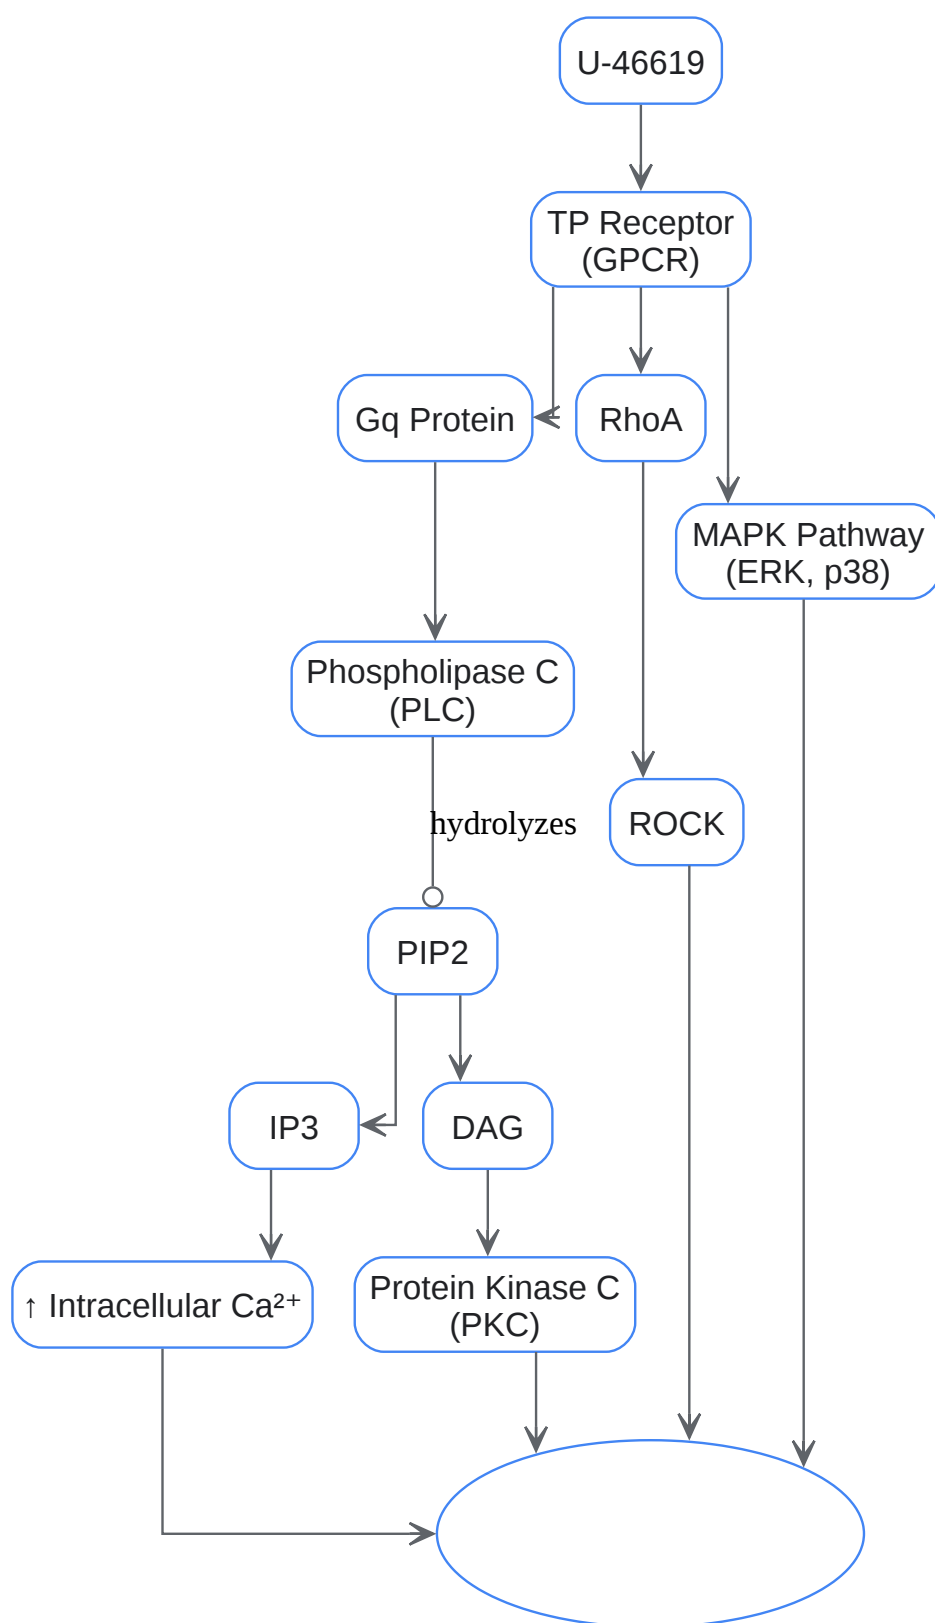 U-46619
TP Receptor
(GPCR)
Gq Protein
RhoA
MAPK Pathway
(ERK, p38)
Phospholipase C
(PLC)
hydrolyzes
ROCK
PIP2
IP3
DAG
↑ Intracellular Ca²⁺
Protein Kinase C
(PKC)